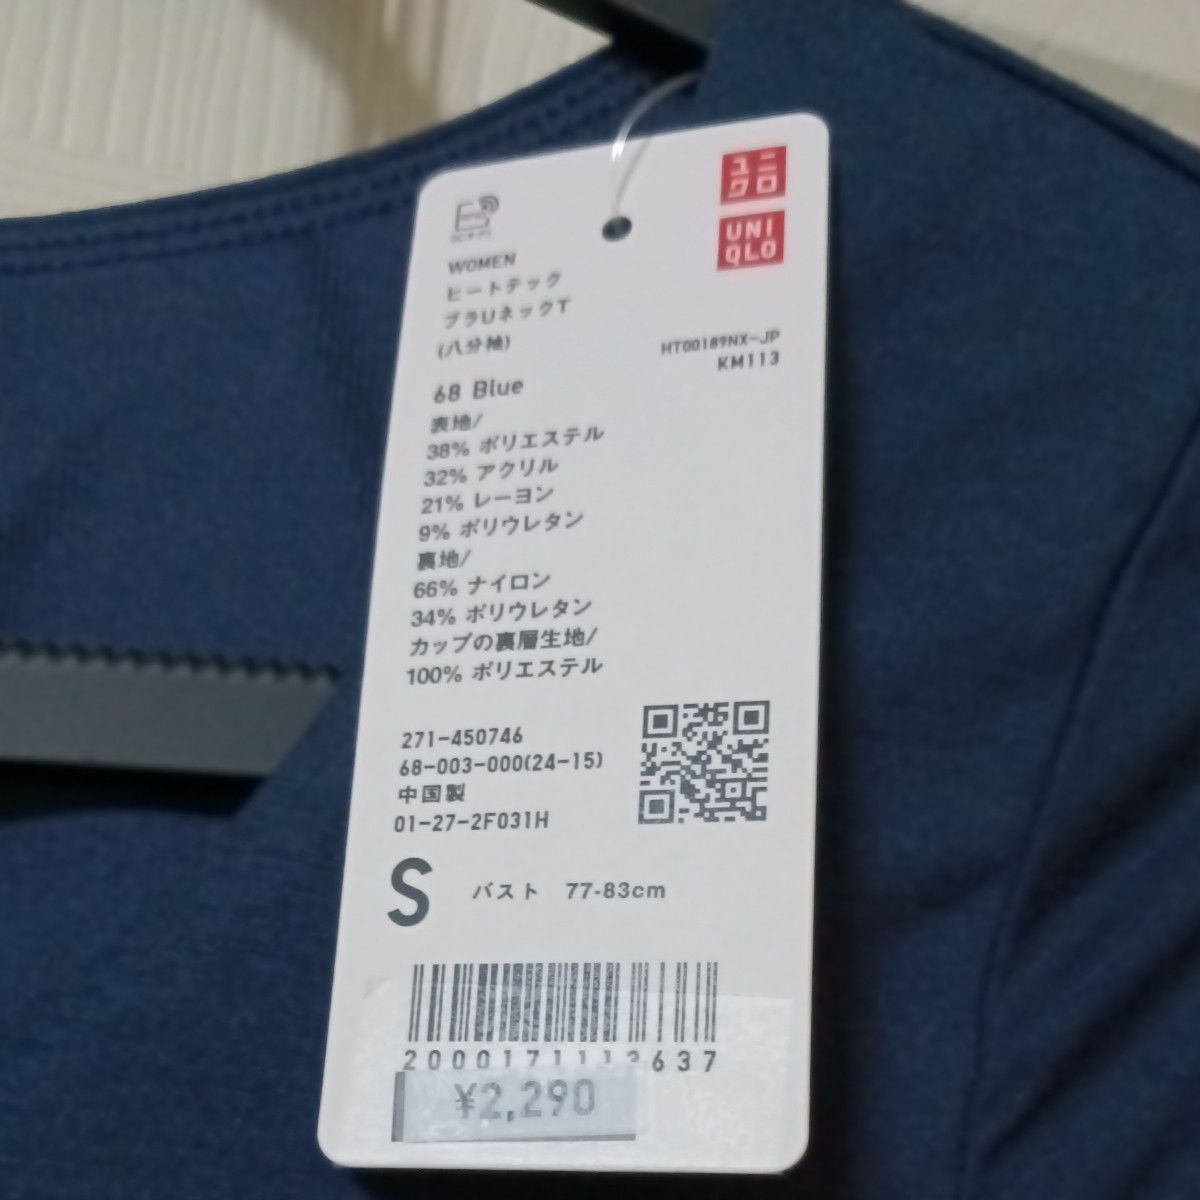 ユニ
クロ
UNI
QLO
WOMEN
ヒートテック
ブラUネックT
(八分袖)
HT00189NX-JP
KM113
68 Blue
表地/
38% ポリエステル
32% アクリル
21% レーヨン
9% ポリウレタン
裏地/
66% ナイロン
34% ポリウレタン
カップの裏層生地/
100% ポリエステル
271-450746
68-003-000(24-15)
中国製
01-27-2F031H
S バスト 77-83cm
2000171113637
¥2,290